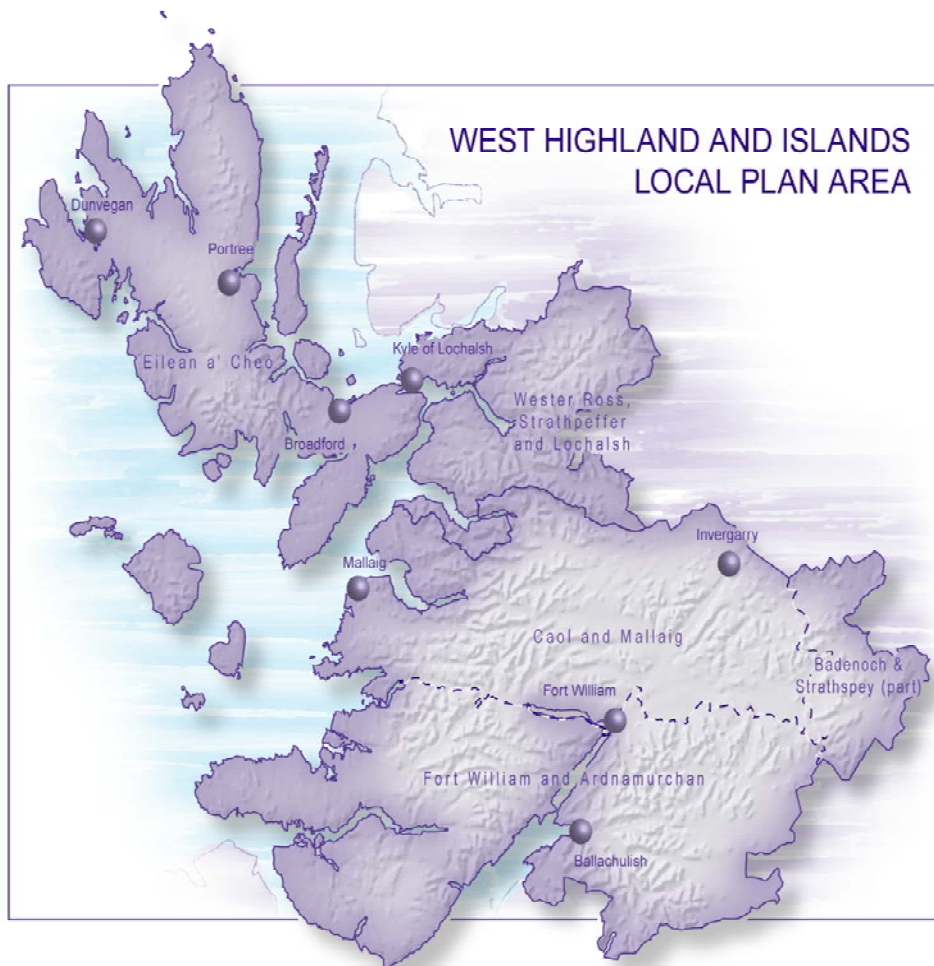 WEST HIGHLAND AND ISLANDS
LOCAL PLAN AREA
Dunvegan
Portree
Kyle of Lochalsh
Eilean a' Cheò
Wester Ross,
Strathpeffer
and Lochalsh
Broadford
Invergarry
Mallaig
Caol and Mallaig
Badenoch &
Strathspey (part)
Fort William
Fort William and Ardnamurchan
Ballachulish